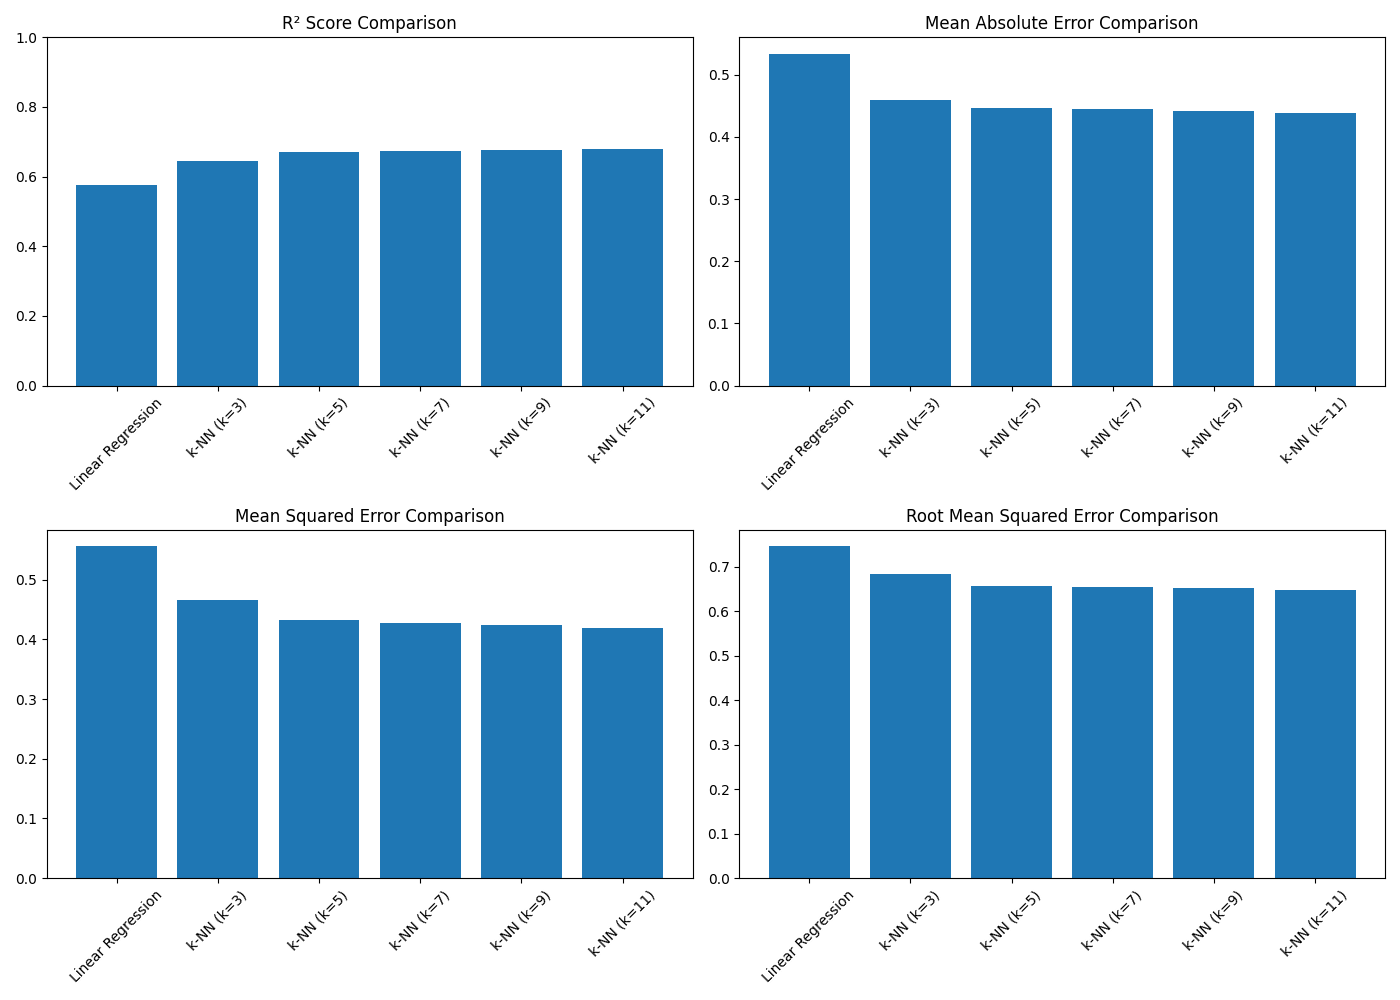 R² Score Comparison
1.0
0.8
0.6
0.4
0.2
0.0
Linear Regression
k-NN (k=3)
k-NN (k=5)
k-NN (k=7)
k-NN (k=9)
k-NN (k=11)
Mean Absolute Error Comparison
0.5
0.4
0.3
0.2
0.1
0.0
Linear Regression
k-NN (k=3)
k-NN (k=5)
k-NN (k=7)
k-NN (k=9)
k-NN (k=11)
Mean Squared Error Comparison
0.5
0.4
0.3
0.2
0.1
0.0
Linear Regression
k-NN (k=3)
k-NN (k=5)
k-NN (k=7)
k-NN (k=9)
k-NN (k=11)
Root Mean Squared Error Comparison
0.7
0.6
0.5
0.4
0.3
0.2
0.1
0.0
Linear Regression
k-NN (k=3)
k-NN (k=5)
k-NN (k=7)
k-NN (k=9)
k-NN (k=11)